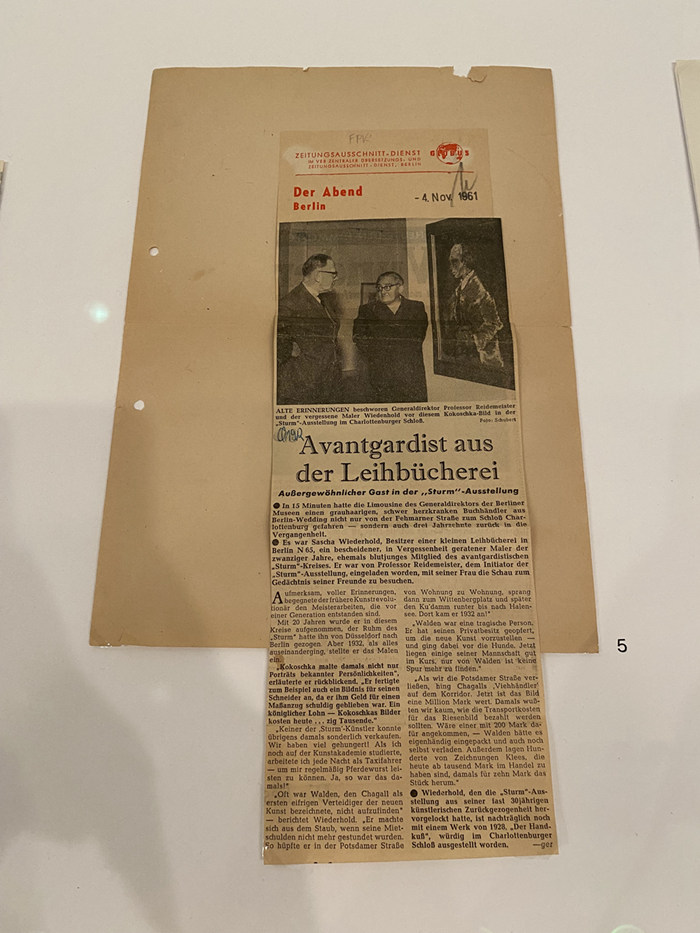 ZEITUNGSAUSSCHNITT-DIENST
IM VEB ZENTRALER ÜBERSETZUNGS- UND
ZEITUNGSAUSSCHNITT-DIENST, BERLIN
GLOBUS
Der Abend
Berlin
-4. Nov. 1961
ALTE ERINNERUNGEN beschworen Generaldirektor Professor Reidemeister
und der vergessene Maler Wiedenhold vor diesem Kokoschka-Bild in der
„Sturm"-Ausstellung im Charlottenburger Schloß.
Foto: Schubert
Avantgardist aus
der Leihbücherei
Außergewöhnlicher Gast in der „Sturm"-Ausstellung
● In 15 Minuten hatte die Limousine des Generaldirektors der Berliner
Museen einen grauhaarigen, schwer herzkranken Buchhändler aus
Berlin-Wedding nicht nur von der Fehmarner Straße zum Schloß Char-
lottenburg gefahren — sondern auch drei Jahrzehnte zurück in die
Vergangenheit.
● Es war Sascha Wiederhold, Besitzer einer kleinen Leihbücherei in
Berlin N 65, ein bescheidener, in Vergessenheit geratener Maler der
zwanziger Jahre, ehemals blutjunges Mitglied des avantgardistischen
„Sturm"-Kreises. Er war von Professor Reidemeister, dem Initiator der
„Sturm"-Ausstellung, eingeladen worden, mit seiner Frau die Schau zum
Gedächtnis seiner Freunde zu besuchen.
Aufmerksam, voller Erinnerungen,
begegnete der frühere Kunstrevolu-
tionär den Meisterarbeiten, die vor
einer Generation entstanden sind.
Mit 20 Jahren wurde er in diesem
Kreise aufgenommen, der Ruhm des
„Sturm" hatte ihn von Düsseldorf nach
Berlin gezogen. Aber 1932, als alles
auseinanderging, stellte er das Malen
ein.
„Kokoschka malte damals nicht nur
Porträts bekannter Persönlichkeiten",
erläuterte er rückblickend. „Er fertigte
zum Beispiel auch ein Bildnis für seinen
Schneider an, da er ihm Geld für einen
Maßanzug schuldig geblieben war. Ein
königlicher Lohn — Kokoschkas Bilder
kosten heute . . . zig Tausende."
„Keiner der ‚Sturm'-Künstler konnte
übrigens damals sonderlich verkaufen.
Wir haben viel gehungert! Als ich
noch auf der Kunstakademie studierte,
arbeitete ich jede Nacht als Taxifahrer
— um mir regelmäßig Pferdewurst lei-
sten zu können. Ja, so war das da-
mals!"
„Oft war Walden, den Chagall als
ersten eifrigen Verteidiger der neuen
Kunst bezeichnete, nicht aufzufinden"
— berichtet Wiederhold. „Er machte
sich aus dem Staub, wenn seine Miet-
schulden nicht mehr gestundet wurden.
So hüpfte er in der Potsdamer Straße
von Wohnung zu Wohnung, sprang
dann zum Wittenbergplatz und später
den Ku'damm runter bis nach Halen-
see. Dort kam er 1932 an!"
„Walden war eine tragische Person.
Er hat seinen Privatbesitz geopfert,
um die neue Kunst vorzustellen —
und ging dabei vor die Hunde. Jetzt
liegen einige seiner Mannschaft gut
im Kurs, nur von Walden ist keine
Spur mehr zu finden."
„Als wir die Potsdamer Straße ver-
ließen, hing Chagalls ‚Viehhändler'
auf dem Korridor. Jetzt ist das Bild
eine Million Mark wert. Damals wuß-
ten wir kaum, wie die Transportkosten
für das Riesenbild bezahlt werden
sollten. Wäre einer mit 200 Mark da-
für angekommen, — Walden hätte es
eigenhändig eingepackt und auch noch
selbst verladen. Außerdem lagen Hun-
derte von Zeichnungen Klees, die
heute ab tausend Mark im Handel zu
haben sind, damals für zehn Mark das
Stück herum."
● Wiederhold, den die „Sturm"-Aus-
stellung aus seiner last 30jährigen
künstlerischen Zurückgezogenheit her-
vorgelockt hatte, ist nachträglich noch
mit einem Werk von 1928, „Der Hand-
kuß", würdig im Charlottenburger
Schloß ausgestellt worden. —ger
5